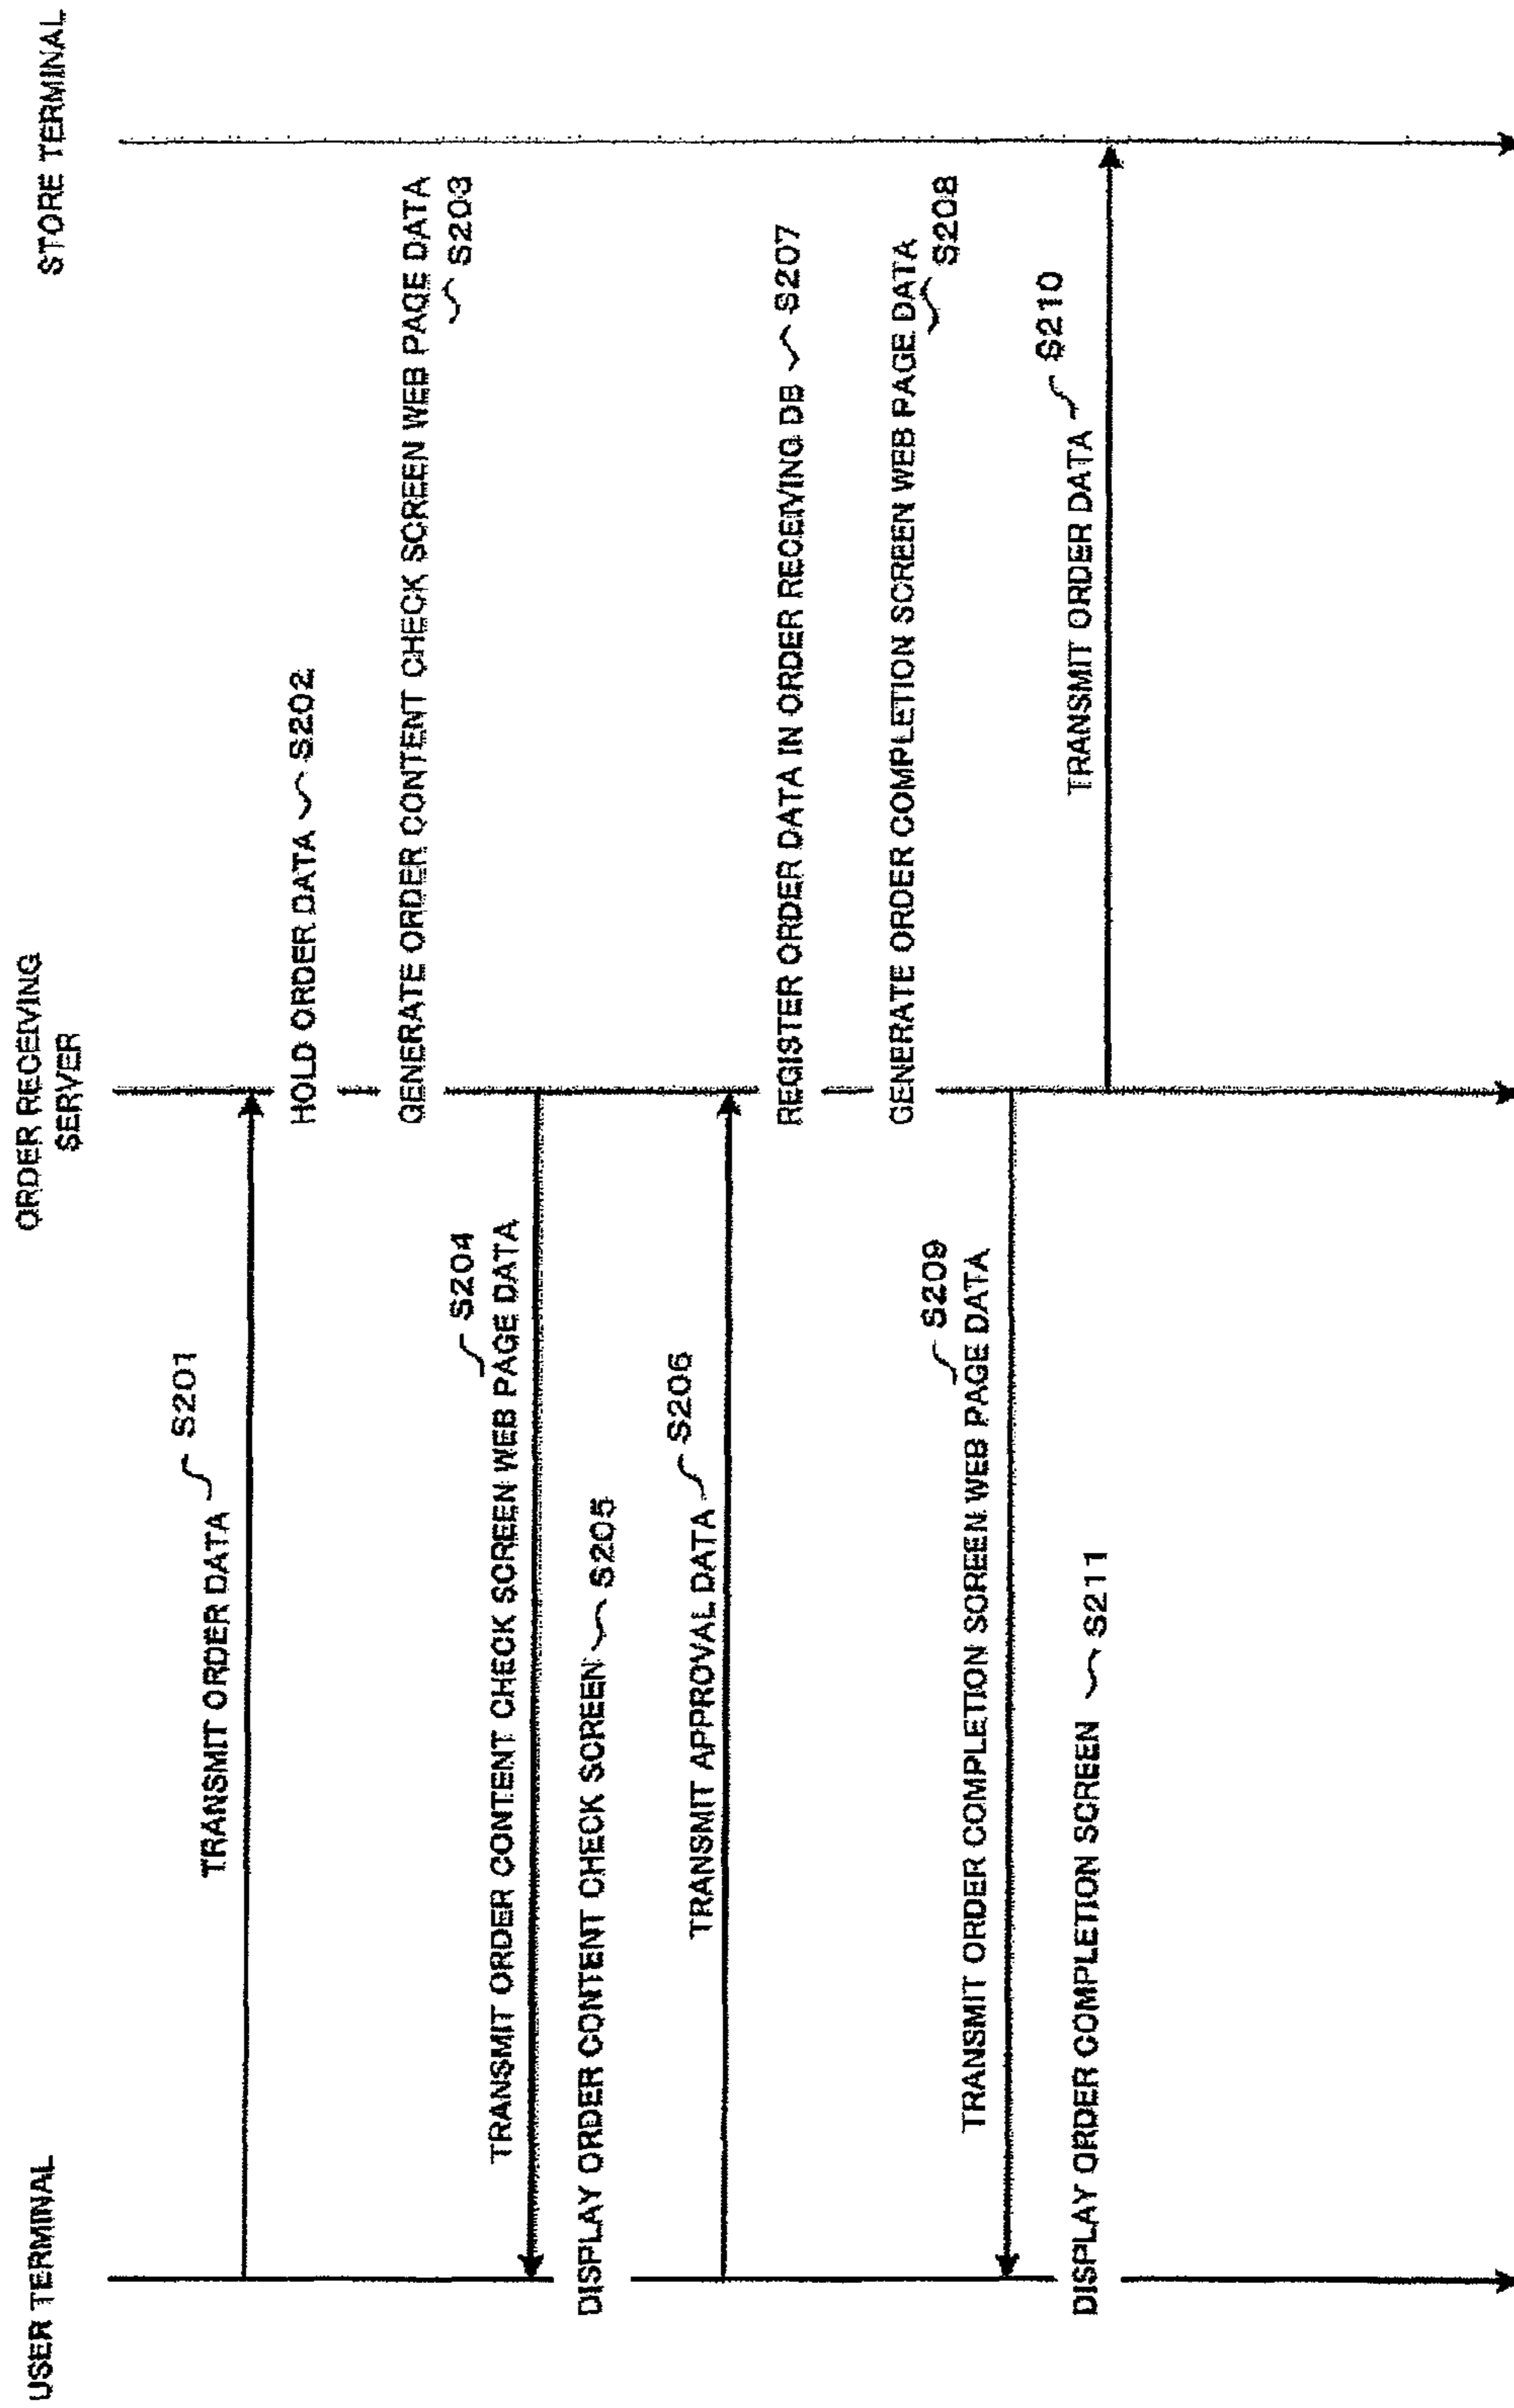 USER TERMINAL
ORDER RECEIVING
SERVER
STORE TERMINAL
TRANSMIT ORDER DATA S201
HOLD ORDER DATA S202
GENERATE ORDER CONTENT CHECK SCREEN WEB PAGE DATA
S203
S204
TRANSMIT ORDER CONTENT CHECK SCREEN WEB PAGE DATA
DISPLAY ORDER CONTENT CHECK SCREEN S205
TRANSMIT APPROVAL DATA S206
REGISTER ORDER DATA IN ORDER RECEIVING DB S207
GENERATE ORDER COMPLETION SCREEN WEB PAGE DATA
S208
S209
TRANSMIT ORDER COMPLETION SCREEN WEB PAGE DATA
TRANSMIT ORDER DATA S210
DISPLAY ORDER COMPLETION SCREEN S211